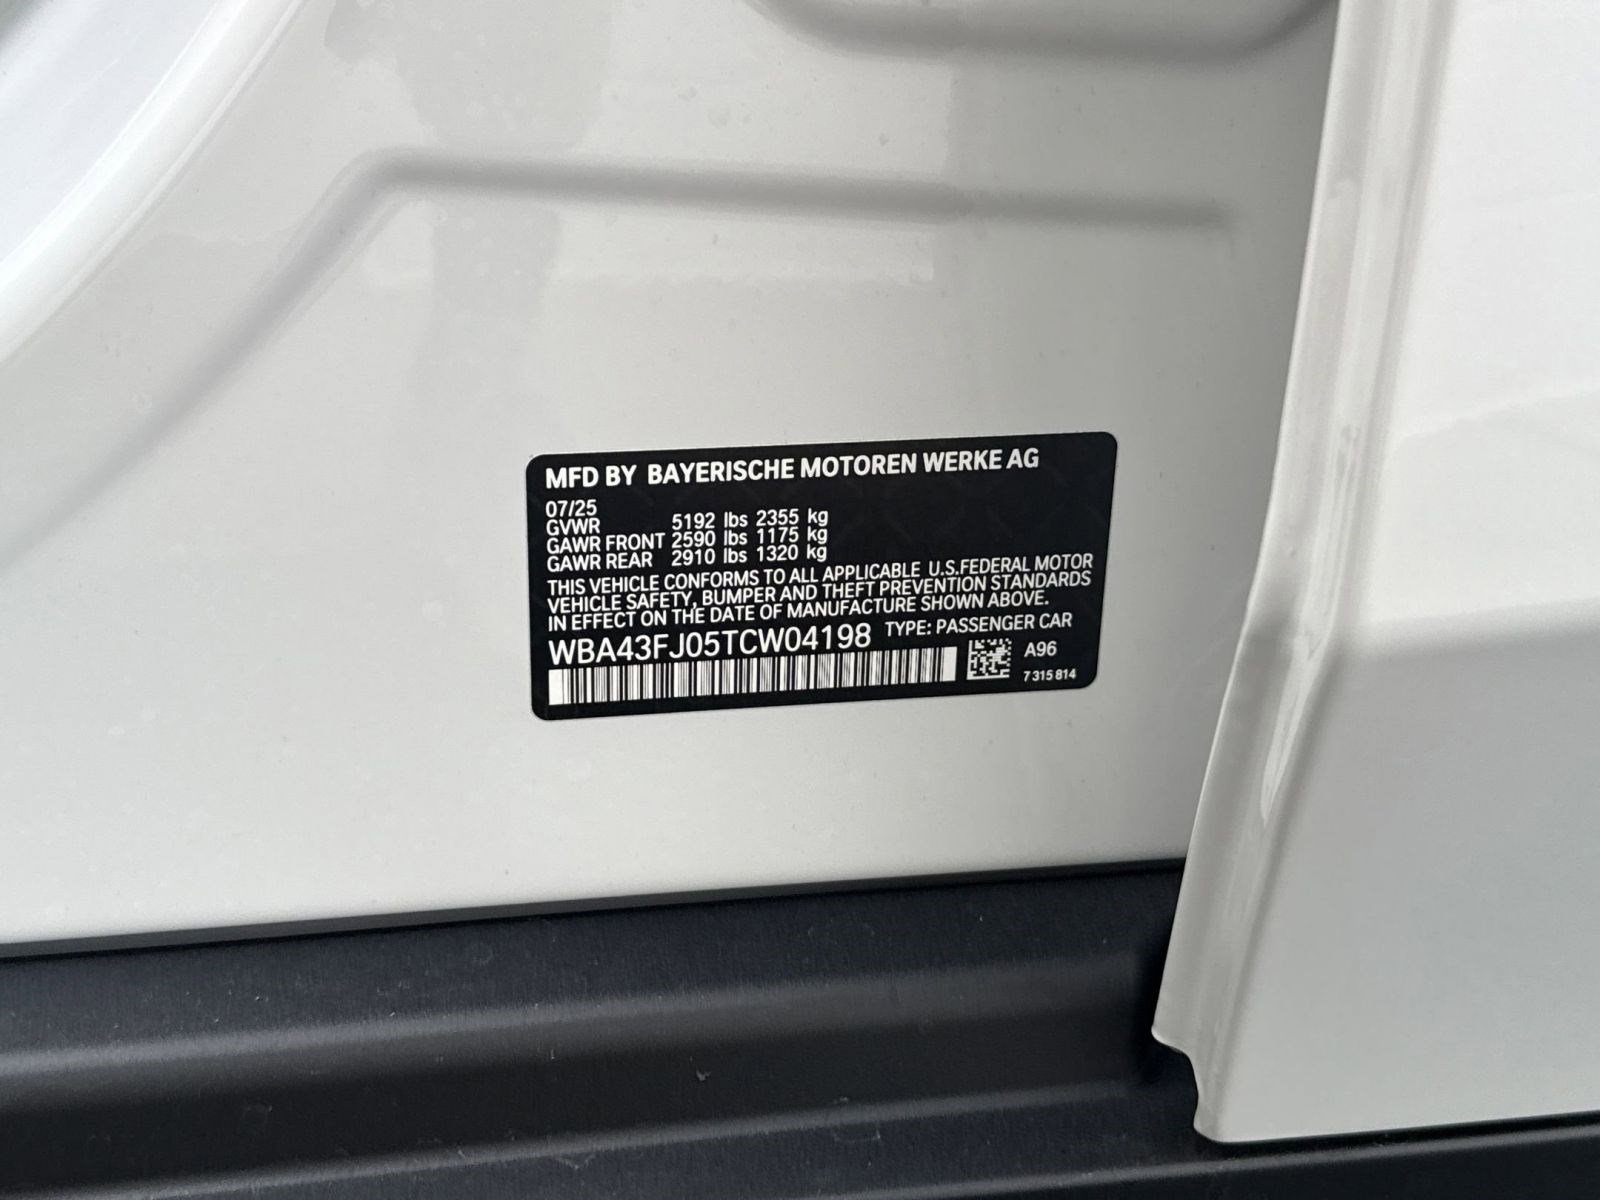 MFD BY BAYERISCHE MOTOREN WERKE AG
07/25
GVWR 5192 lbs 2355 kg
GAWR FRONT 2590 lbs 1175 kg
GAWR REAR 2910 lbs 1320 kg
THIS VEHICLE CONFORMS TO ALL APPLICABLE U.S.FEDERAL MOTOR
VEHICLE SAFETY, BUMPER AND THEFT PREVENTION STANDARDS
IN EFFECT ON THE DATE OF MANUFACTURE SHOWN ABOVE.
WBA43FJ05TCW04198 TYPE: PASSENGER CAR
A96
7 315 814